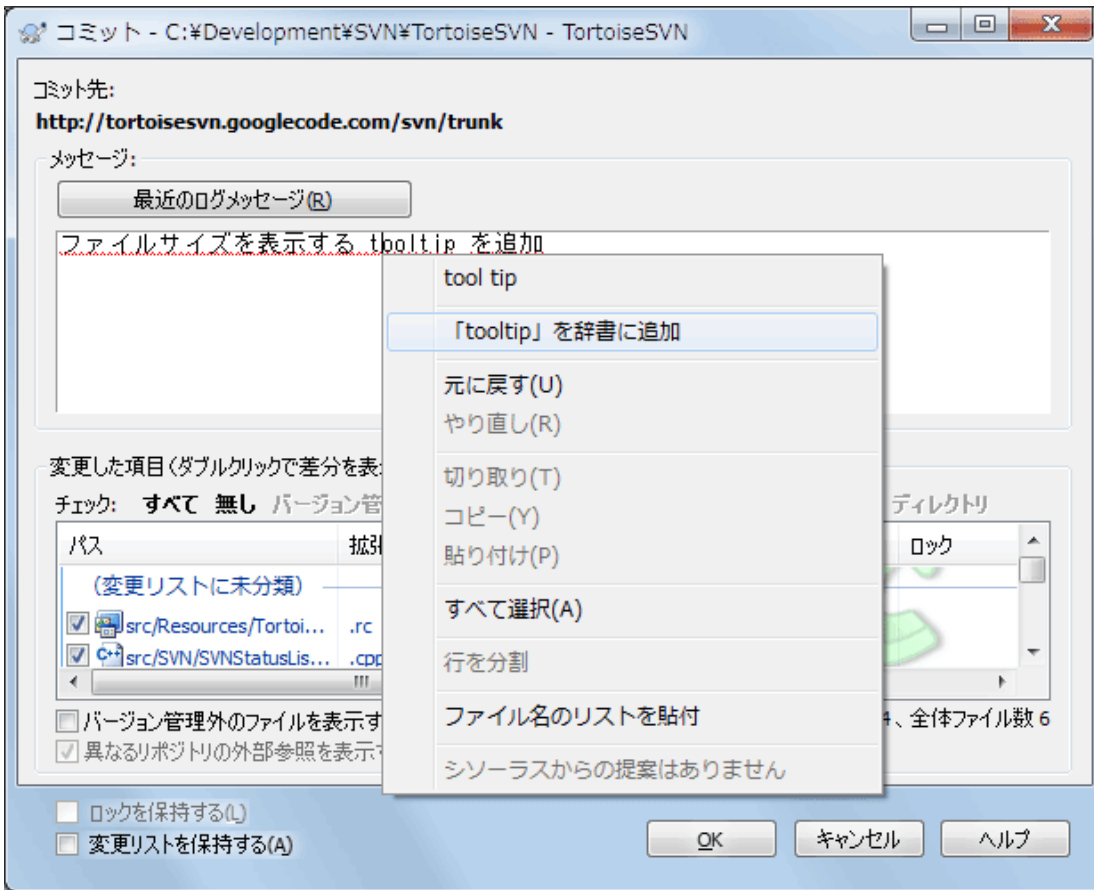 コミット - C:¥Development¥SVN¥TortoiseSVN - TortoiseSVN
コミット先:
http://tortoisesvn.googlecode.com/svn/trunk
メッセージ:
最近のログメッセージ(R)
ファイルサイズを表示する tooltip を追加
tool tip
「tooltip」を辞書に追加
元に戻す(U)
やり直し(R)
切り取り(T)
コピー(Y)
貼り付け(P)
すべて選択(A)
行を分割
ファイル名のリストを貼付
シソーラスからの提案はありません
変更した項目(ダブルクリックで差分を表
チェック: すべて 無し バージョン管 ディレクトリ
パス 拡張 ロック
(変更リストに未分類)
src/Resources/Tortoi... .rc
src/SVN/SVNStatusLis... .cpp
バージョン管理外のファイルを表示す 4、全体ファイル数 6
異なるリポジトリの外部参照を表示す
ロックを保持する(L)
変更リストを保持する(A)
OK キャンセル ヘルプ